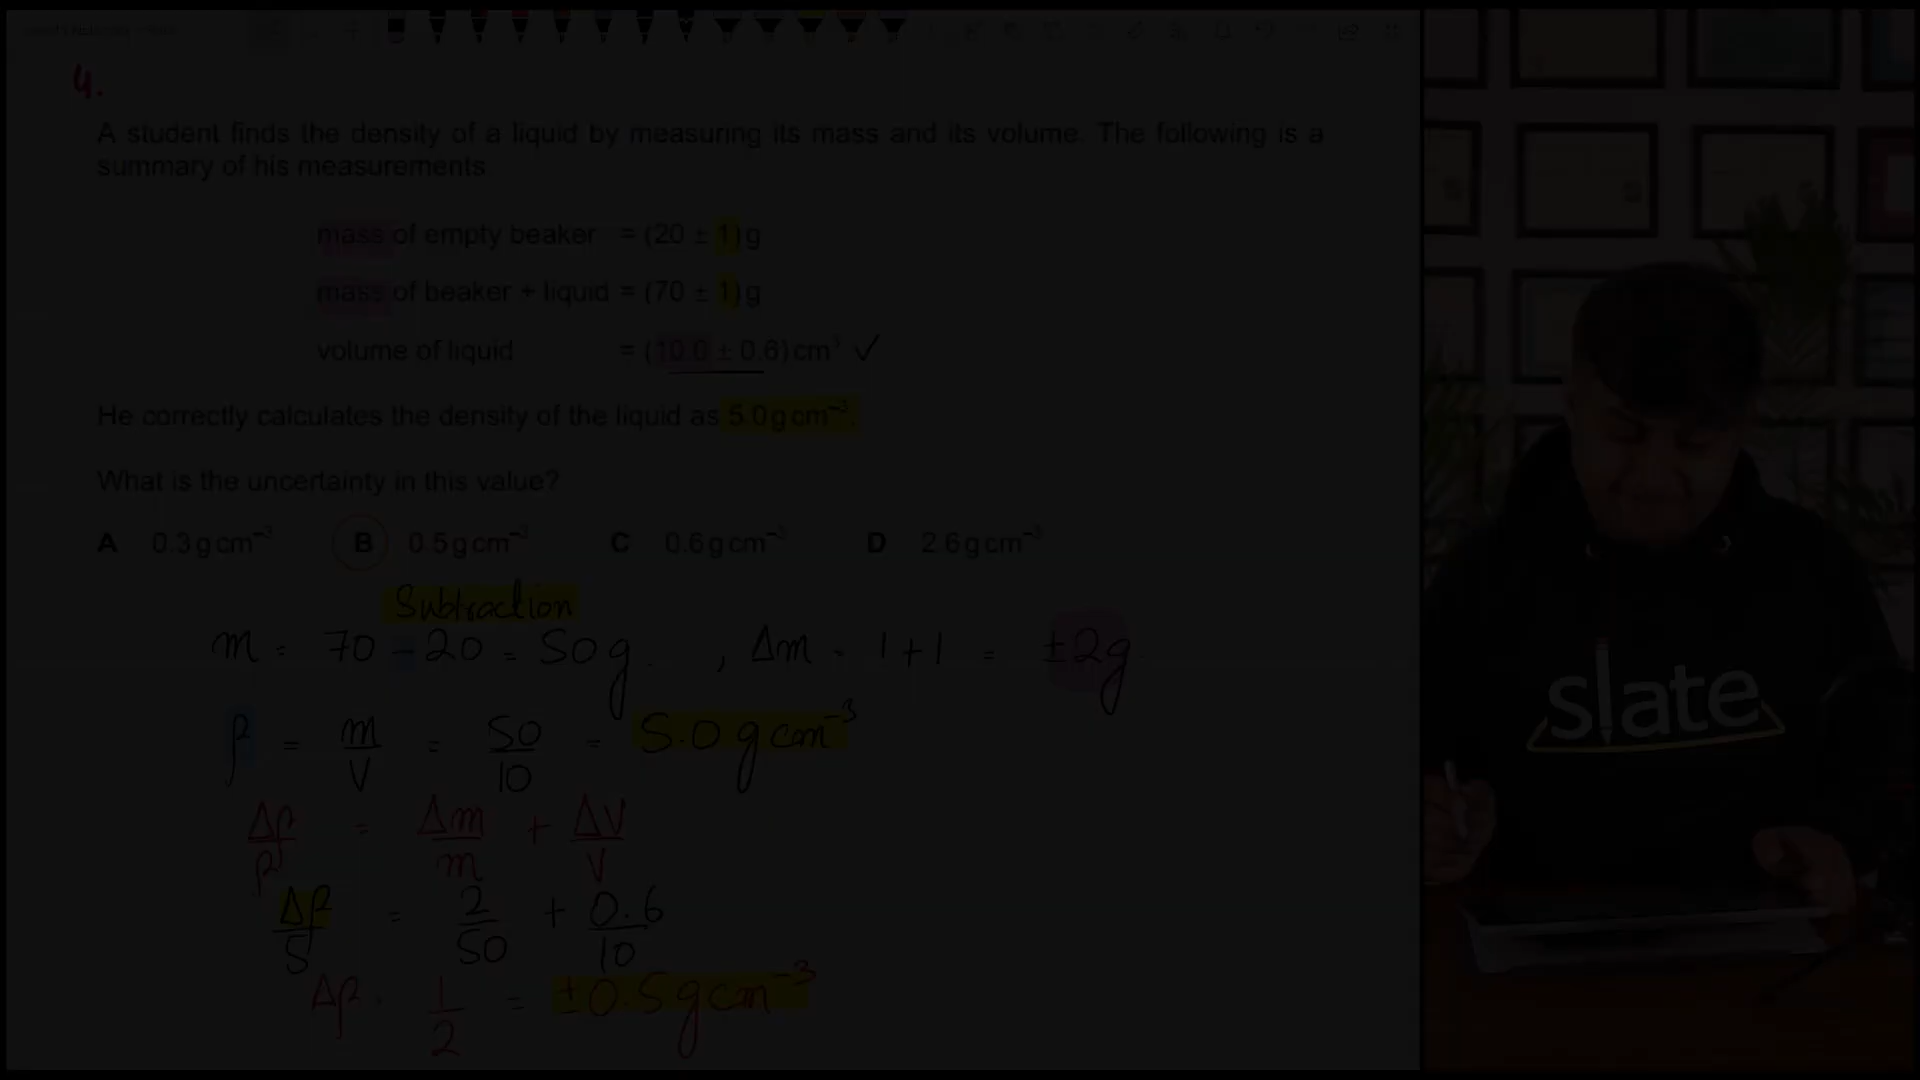 4.
A student finds the density of a liquid by measuring its mass and its volume. The following is a
summary of his measurements
mass of empty beaker = (20 ± 1) g
mass of beaker + liquid = (70 ± 1) g
volume of liquid = (10.0 ± 0.6) cm³ ✓
He correctly calculates the density of the liquid as 5.0 g cm⁻³.
What is the uncertainty in this value?
A 0.3 g cm⁻³ B 0.5 g cm⁻³ C 0.6 g cm⁻³ D 2.6 g cm⁻³
Subtraction
m = 70 - 20 = 50g. , Δm = 1 + 1 = ±2g
ρ = m/V = 50/10 = 5.0 g cm⁻³
Δρ/ρ = Δm/m + ΔV/V
Δρ/5 = 2/50 + 0.6/10
Δρ = 1/2 = ±0.5 g cm⁻³
slate